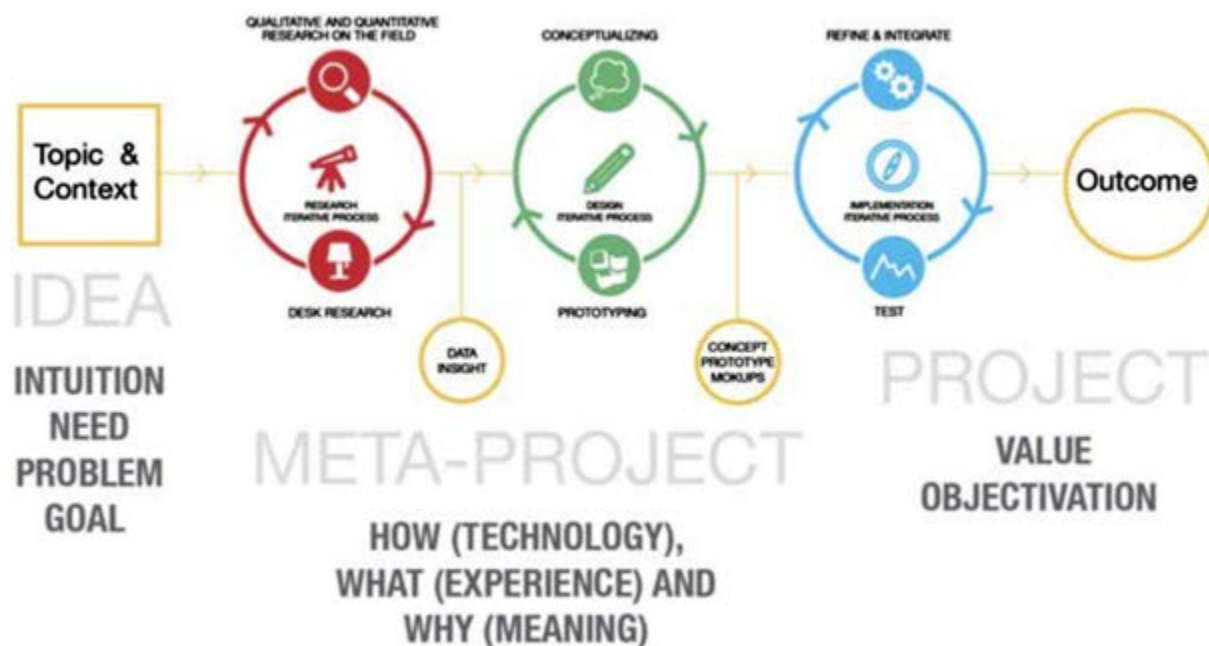 QUALITATIVE AND QUANTITATIVE
RESEARCH ON THE FIELD
CONCEPTUALIZING
REFINE & INTEGRATE
Topic &
Context
RESEARCH
ITERATIVE PROCESS
DESIGN
ITERATIVE PROCESS
IMPLEMENTATION
ITERATIVE PROCESS
Outcome
DESK RESEARCH
PROTOTYPING
TEST
DATA
INSIGHT
CONCEPT
PROTOTYPE
MOKUPS
IDEA
INTUITION
NEED
PROBLEM
GOAL
META-PROJECT
HOW (TECHNOLOGY),
WHAT (EXPERIENCE) AND
WHY (MEANING)
PROJECT
VALUE
OBJECTIVATION